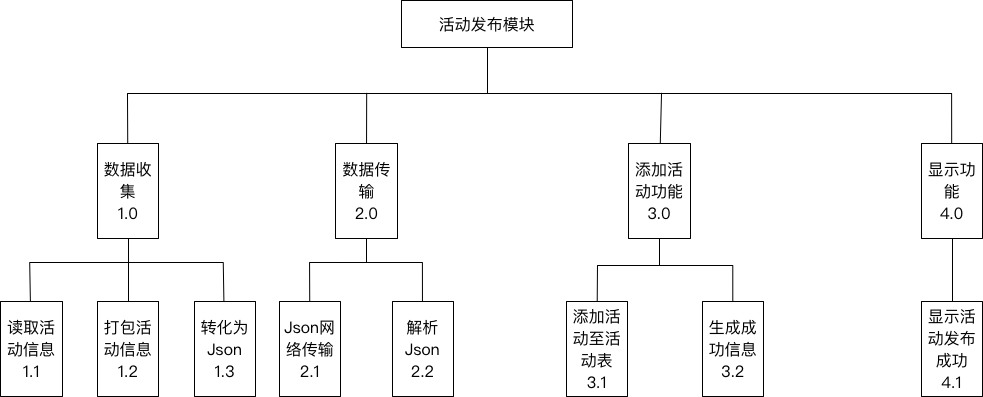 活动发布模块
数据收
集
1.0
数据传
输
2.0
添加活
动功能
3.0
显示功
能
4.0
读取活
动信息
1.1
打包活
动信息
1.2
转化为
Json
1.3
Json网
络传输
2.1
解析
Json
2.2
添加活
动至活
动表
3.1
生成成
功信息
3.2
显示活
动发布
成功
4.1